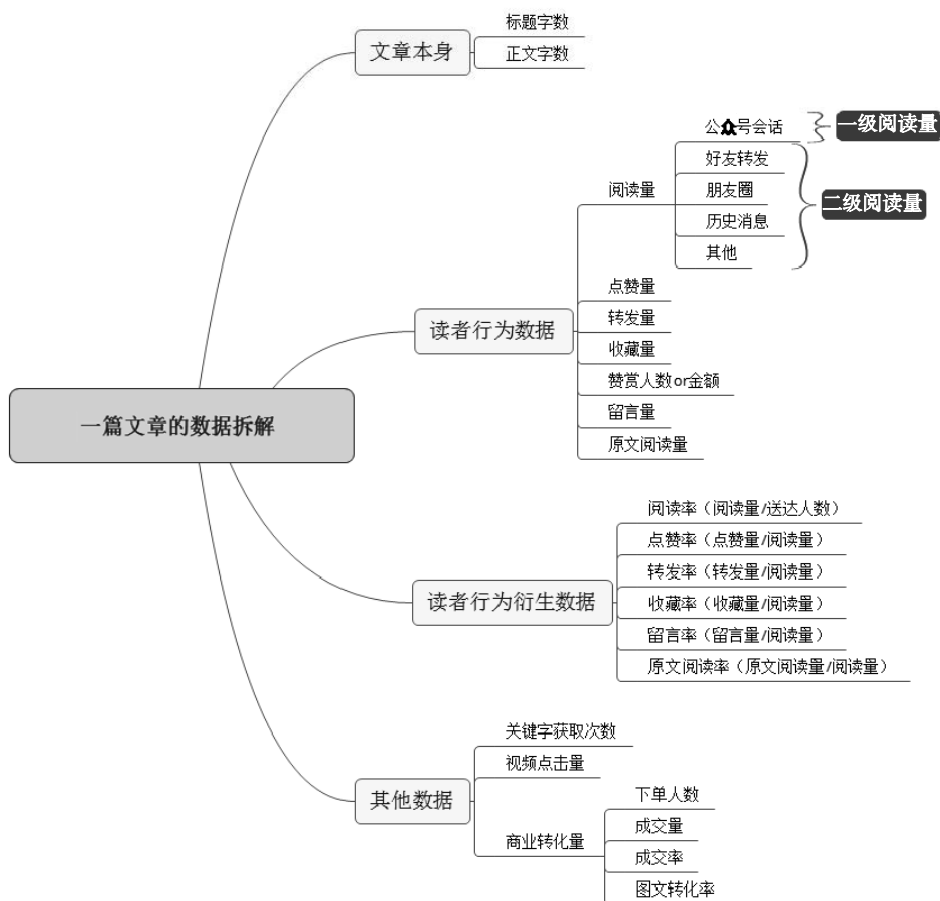 一篇文章的数据拆解
文章本身
标题字数
正文字数
读者行为数据
阅读量
公众号会话
一级阅读量
好友转发
朋友圈
历史消息
其他
二级阅读量
点赞量
转发量
收藏量
赞赏人数or金额
留言量
原文阅读量
读者行为衍生数据
阅读率（阅读量/送达人数）
点赞率（点赞量/阅读量）
转发率（转发量/阅读量）
收藏率（收藏量/阅读量）
留言率（留言量/阅读量）
原文阅读率（原文阅读量/阅读量）
其他数据
关键字获取次数
视频点击量
商业转化量
下单人数
成交量
成交率
图文转化率